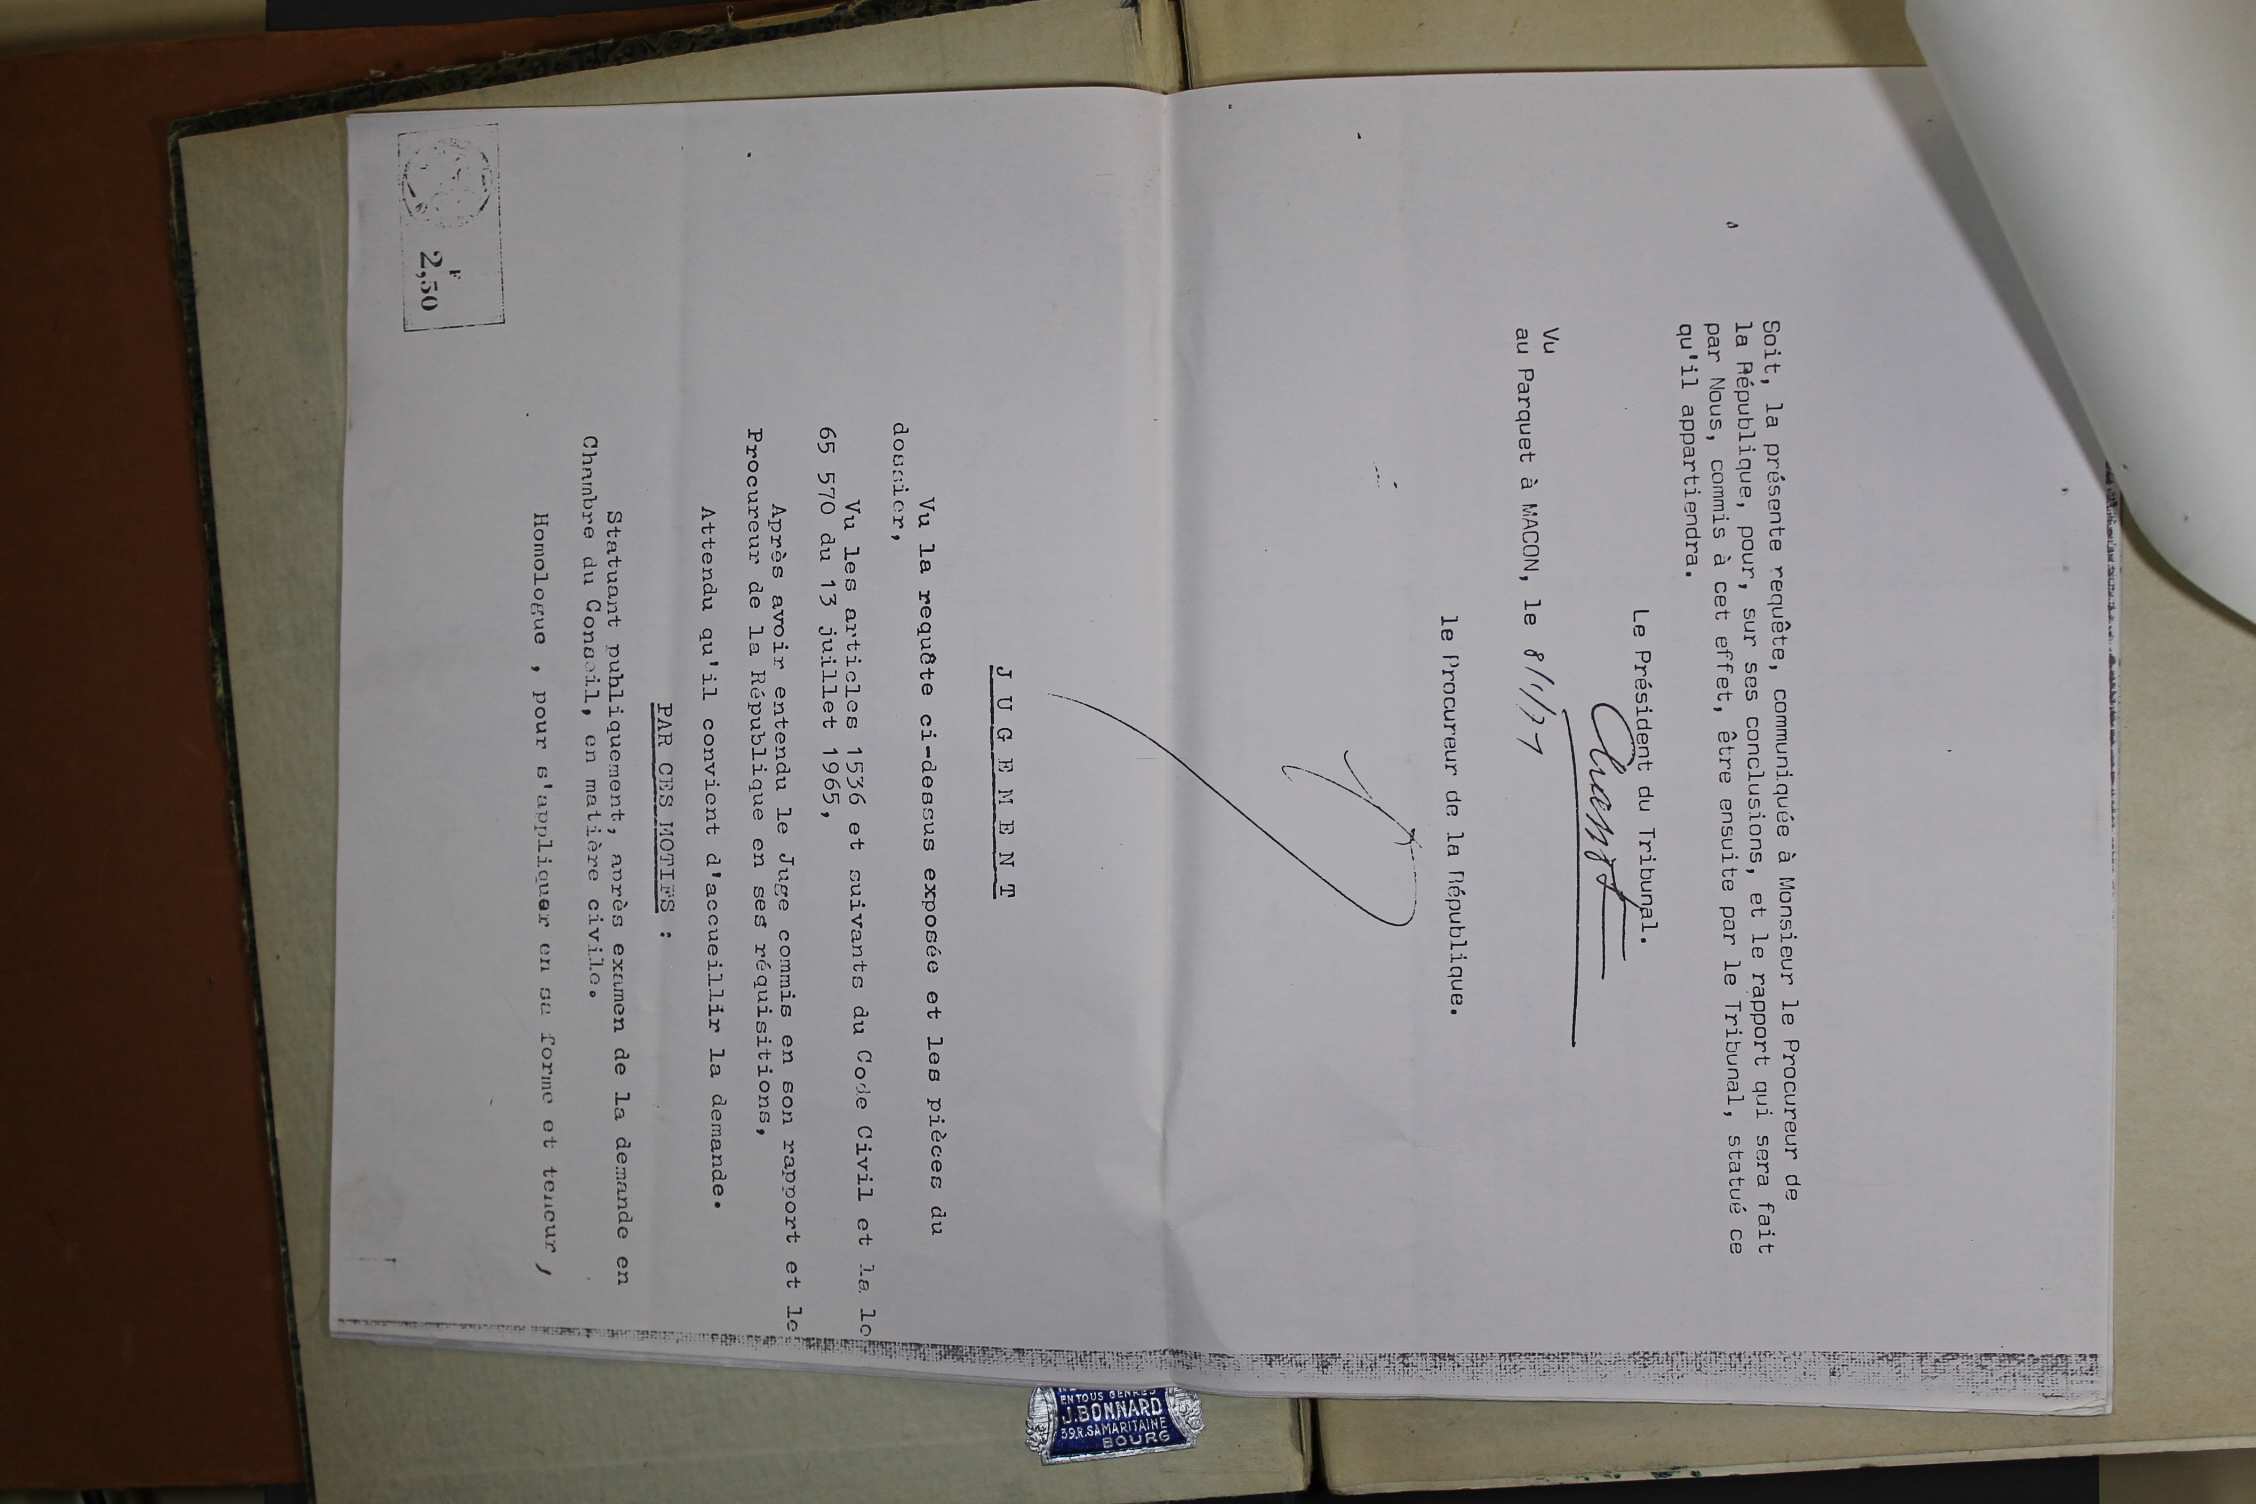 Soit, la présente requête, communiquée à Monsieur le Procureur de
la République, pour, sur ses conclusions, et le rapport qui sera fait
par Nous, commis à cet effet, être ensuite par le Tribunal, statué ce
qu'il appartiendra.
Le Président du Tribunal.
Vu
au Parquet à MACON, le 8/1/77
le Procureur de la République.
J U G E M E N T
Vu la requête ci-dessus exposée et les pièces du
dossier,
Vu les articles 1536 et suivants du Code Civil et la lo
65 570 du 13 juillet 1965,
Après avoir entendu le Juge commis en son rapport et le
Procureur de la République en ses réquisitions,
Attendu qu'il convient d'accueillir la demande.
PAR CES MOTIFS :
Statuant publiquement, après examen de la demande en
Chambre du Conseil, en matière civile.
Homologue , pour s'appliquer en sa forme et teneur,
F
2,50
EN TOUS GENRES
J.BONNARD
39.R.SAMARITAINE
BOURG